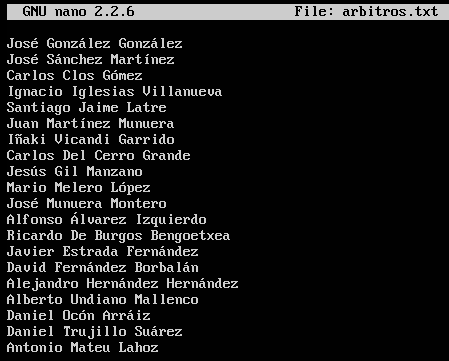 GNU nano 2.2.6 File: arbitros.txt
José González González
José Sánchez Martínez
Carlos Clos Gómez
Ignacio Iglesias Villanueva
Santiago Jaime Latre
Juan Martínez Munuera
Iñaki Vicandi Garrido
Carlos Del Cerro Grande
Jesús Gil Manzano
Mario Melero López
José Munuera Montero
Alfonso Álvarez Izquierdo
Ricardo De Burgos Bengoetxea
Javier Estrada Fernández
David Fernández Borbalán
Alejandro Hernández Hernández
Alberto Undiano Mallenco
Daniel Ocón Arráiz
Daniel Trujillo Suárez
Antonio Mateu Lahoz